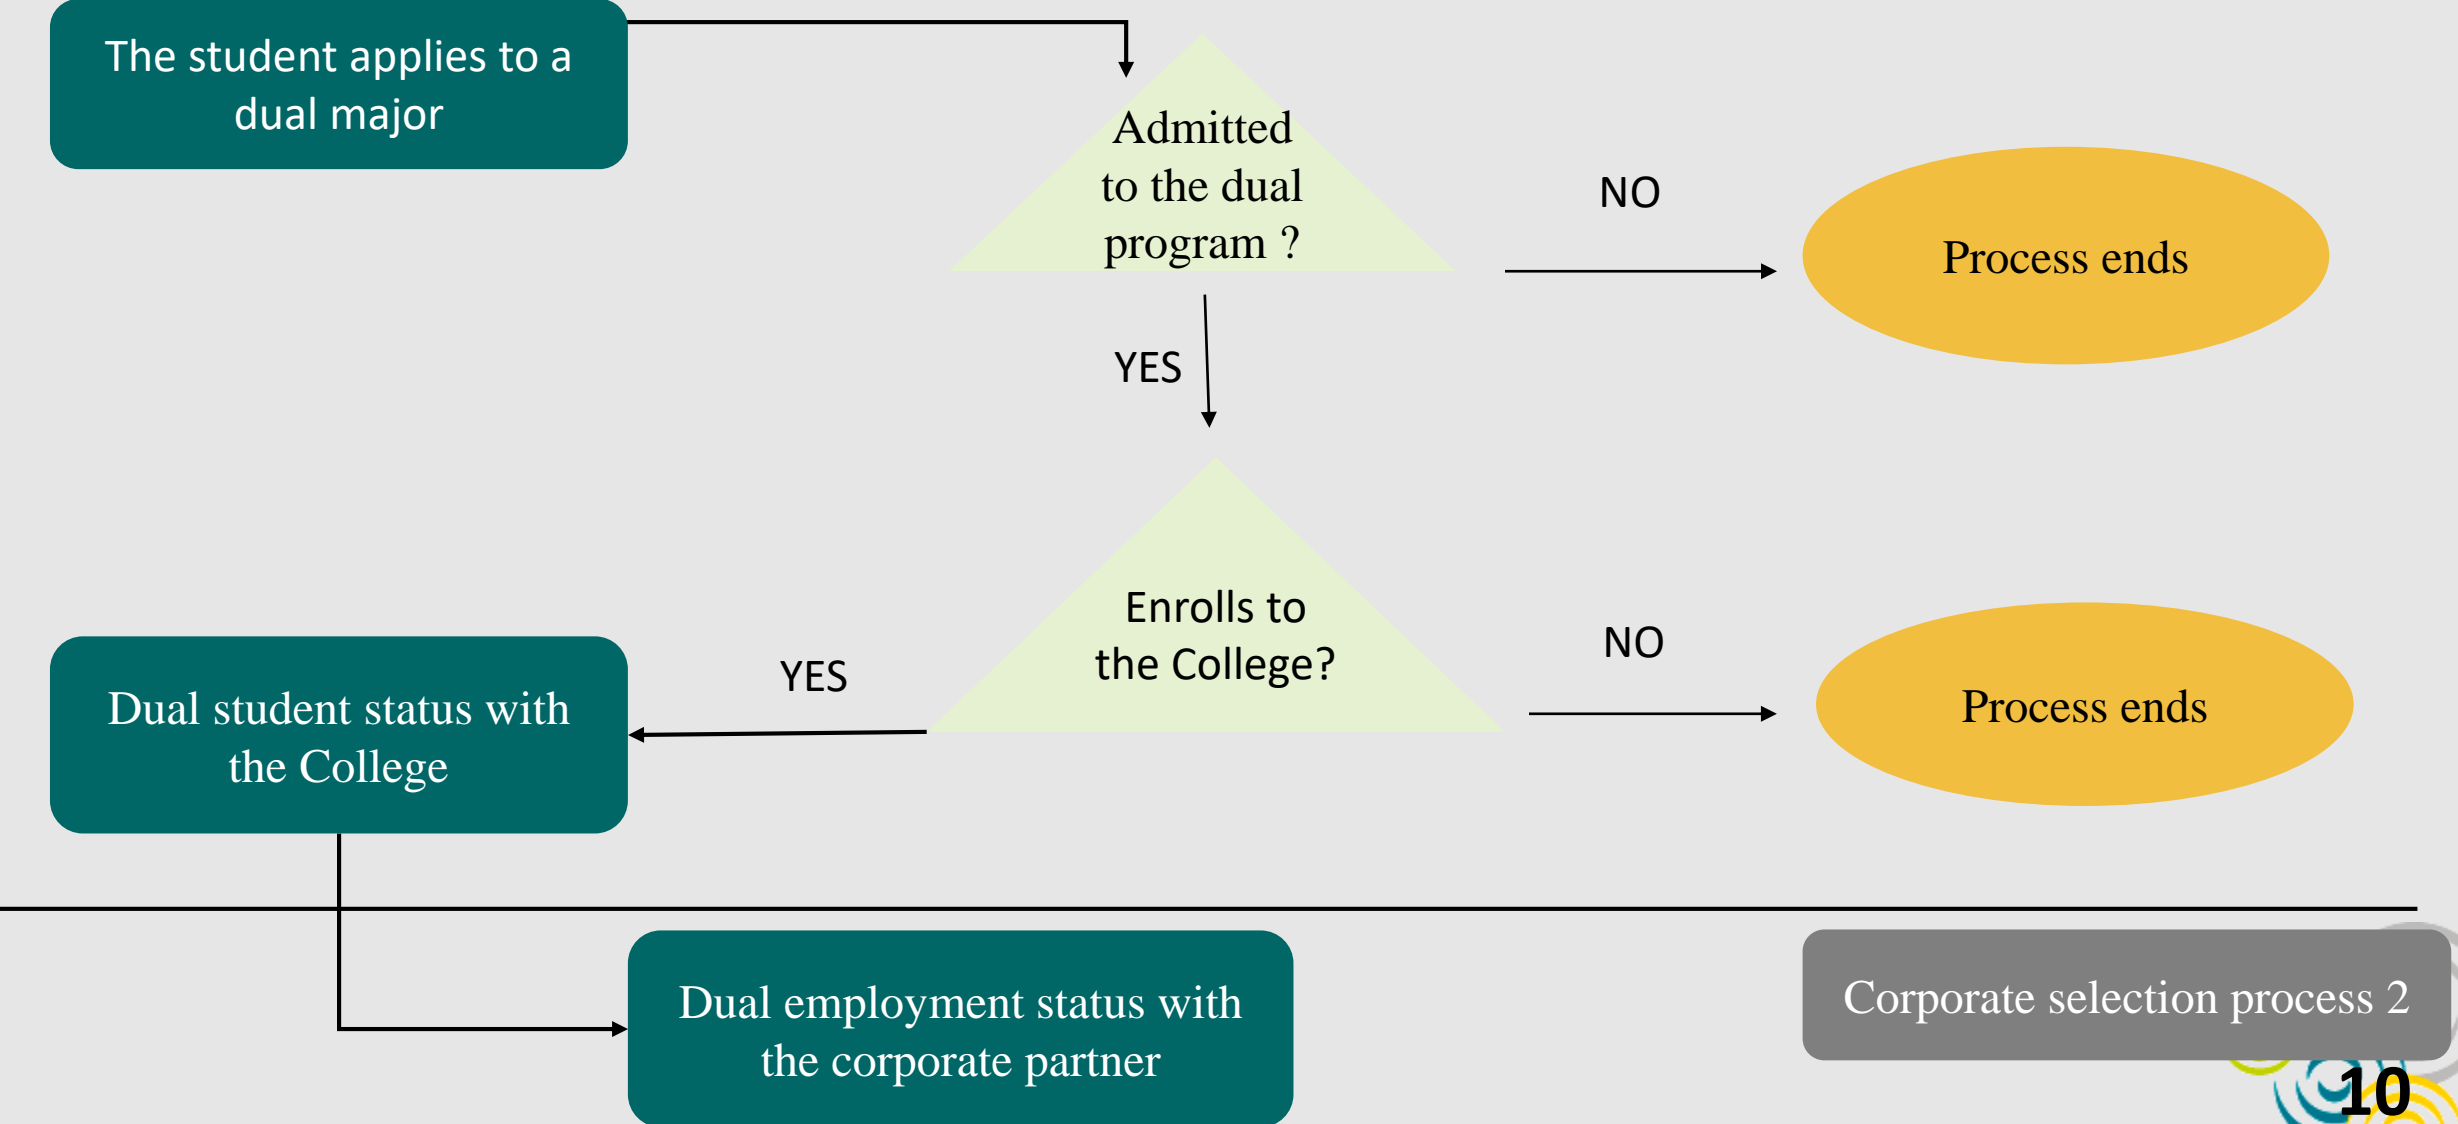 The student applies to a
dual major
Admitted
to the dual
program ?
NO
Process ends
YES
Enrolls to
the College?
NO
Process ends
YES
Dual student status with
the College
Dual employment status with
the corporate partner
Corporate selection process 2
10